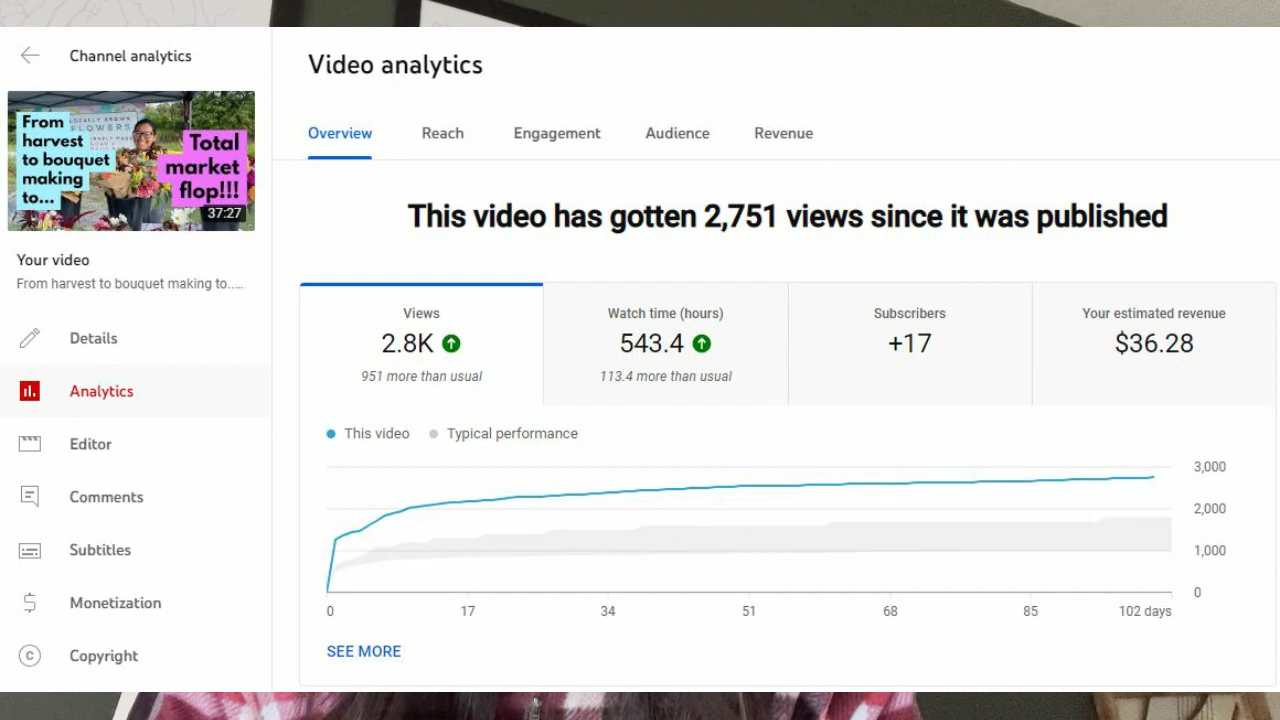 Channel analytics
From
harvest
to bouquet
making
to...
LOCALLY GROWN
FLOWERS
Total
market
flop!!!
37:27
Your video
From harvest to bouquet making to.....
Details
Analytics
Editor
Comments
Subtitles
Monetization
Copyright
Video analytics
Overview Reach Engagement Audience Revenue
This video has gotten 2,751 views since it was published
Views
2.8K
951 more than usual
Watch time (hours)
543.4
113.4 more than usual
Subscribers
+17
Your estimated revenue
$36.28
This video Typical performance
3,000
2,000
1,000
0
0 17 34 51 68 85 102 days
SEE MORE